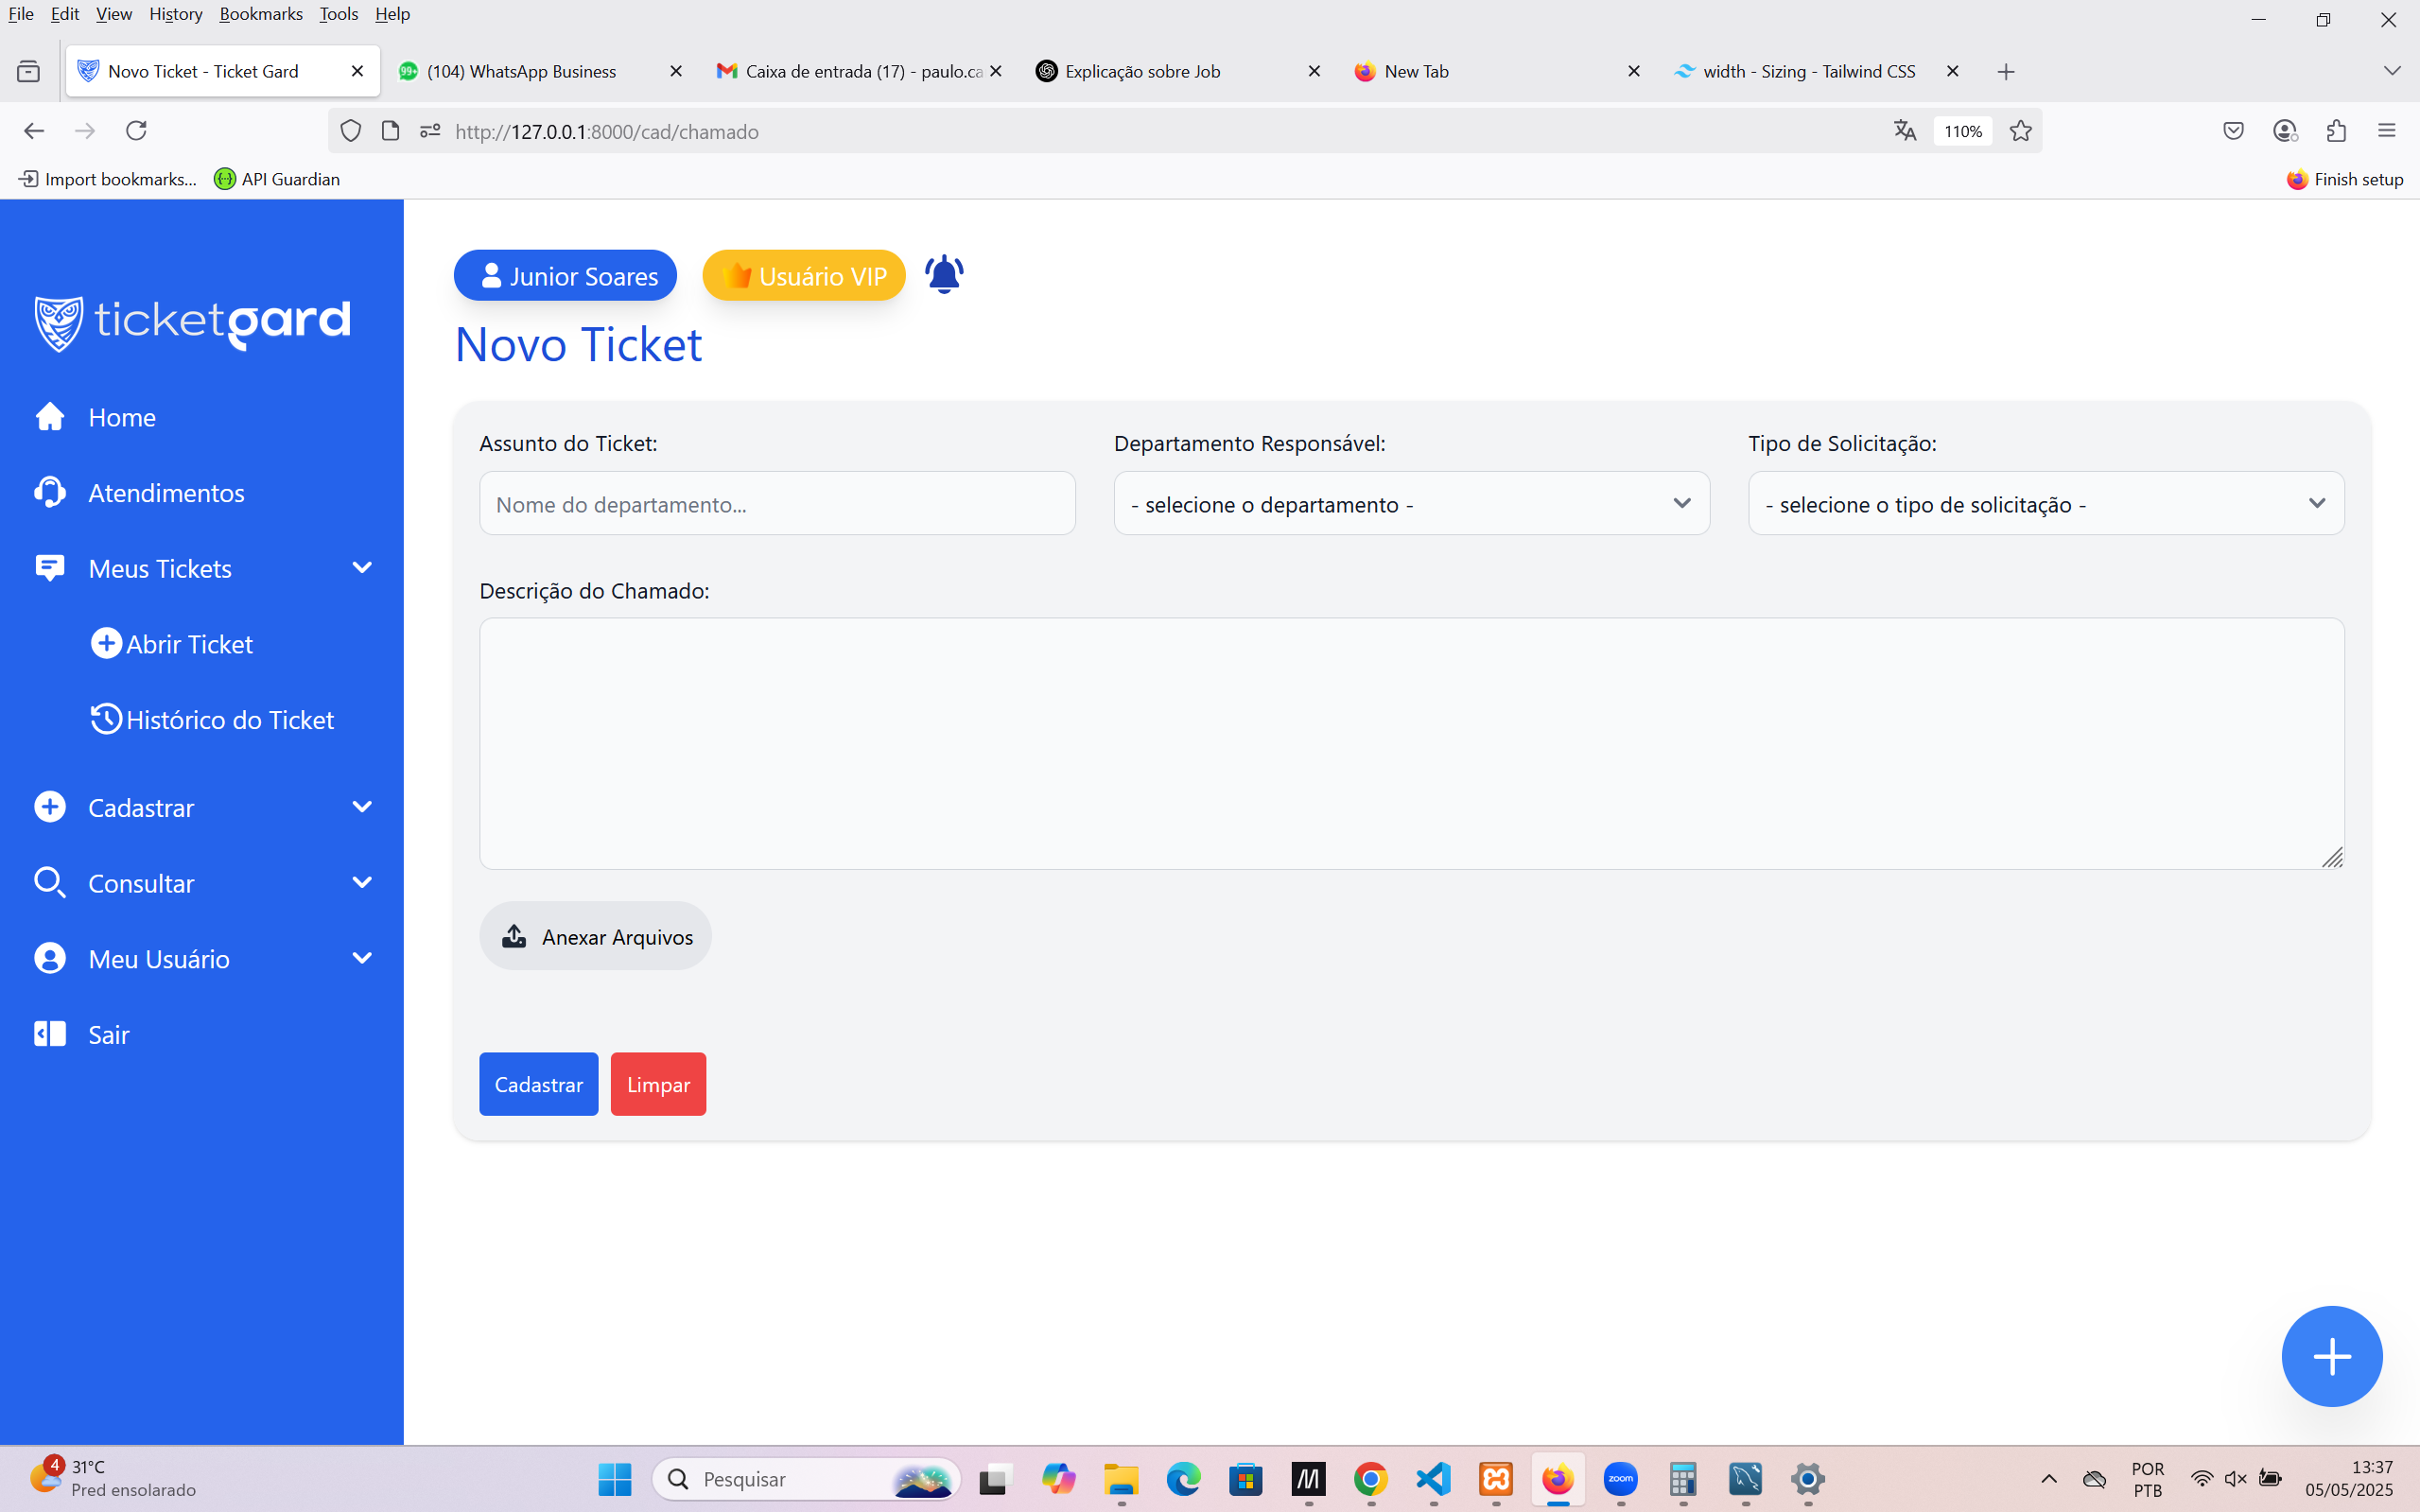 File Edit View History Bookmarks Tools Help
Novo Ticket - Ticket Gard
99+ (104) WhatsApp Business
Caixa de entrada (17) - paulo.ca
Explicação sobre Job
New Tab
width - Sizing - Tailwind CSS
http://127.0.0.1:8000/cad/chamado
110%
Import bookmarks...
API Guardian
Finish setup
ticketgard
Home
Atendimentos
Meus Tickets
Abrir Ticket
Histórico do Ticket
Cadastrar
Consultar
Meu Usuário
Sair
Junior Soares
Usuário VIP
Novo Ticket
Assunto do Ticket:
Nome do departamento...
Departamento Responsável:
- selecione o departamento -
Tipo de Solicitação:
- selecione o tipo de solicitação -
Descrição do Chamado:
Anexar Arquivos
Cadastrar
Limpar
4
31°C
Pred ensolarado
Pesquisar
zoom
POR
PTB
13:37
05/05/2025